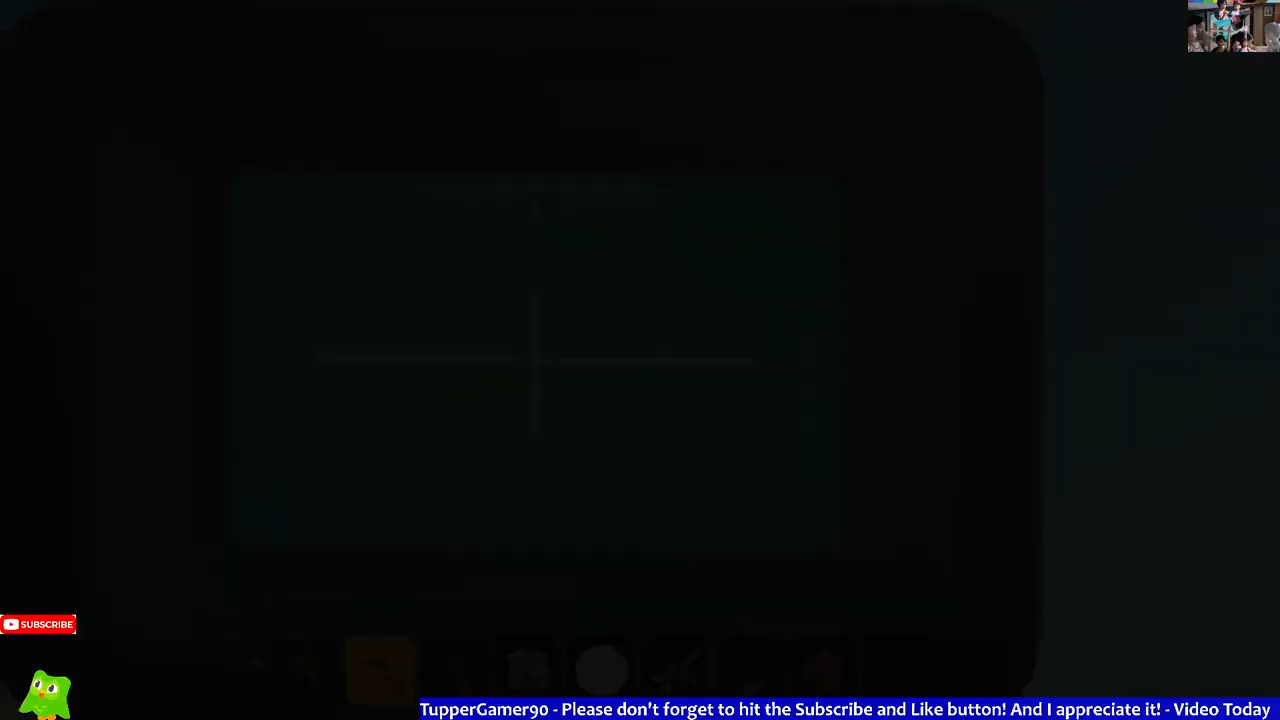 SUBSCRIBE
TupperGamer90 - Please don't forget to hit the Subscribe and Like button! And I appreciate it! - Video Today